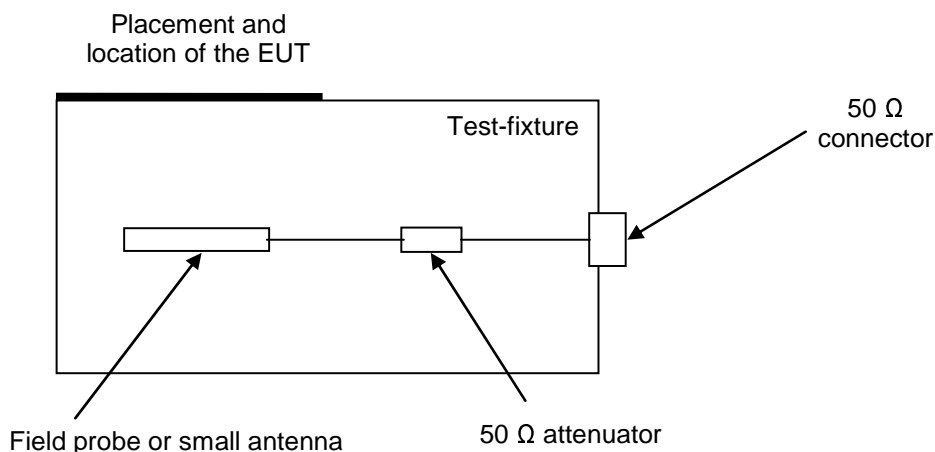 Placement and
location of the EUT
Test-fixture
50 Ω
connector
Field probe or small antenna
50 Ω attenuator